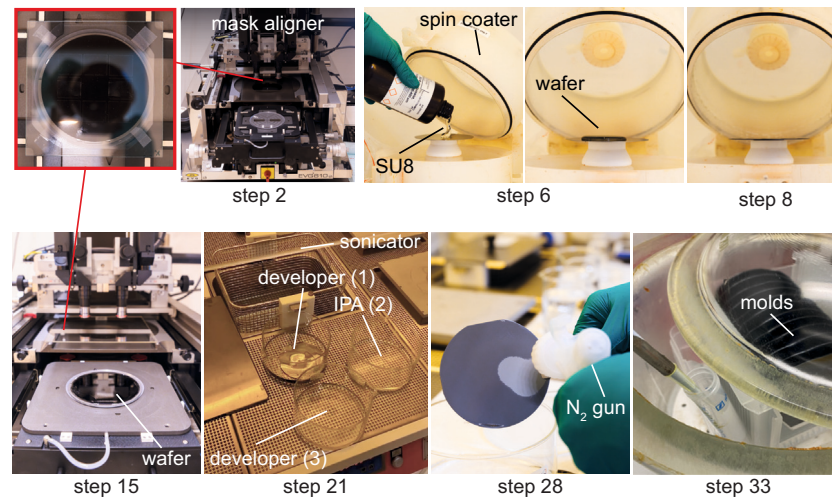 mask aligner
EVG610
step 2
spin coater
wafer
SU8
step 6
step 8
wafer
step 15
sonicator
developer (1)
IPA (2)
developer (3)
step 21
N2 gun
step 28
molds
step 33